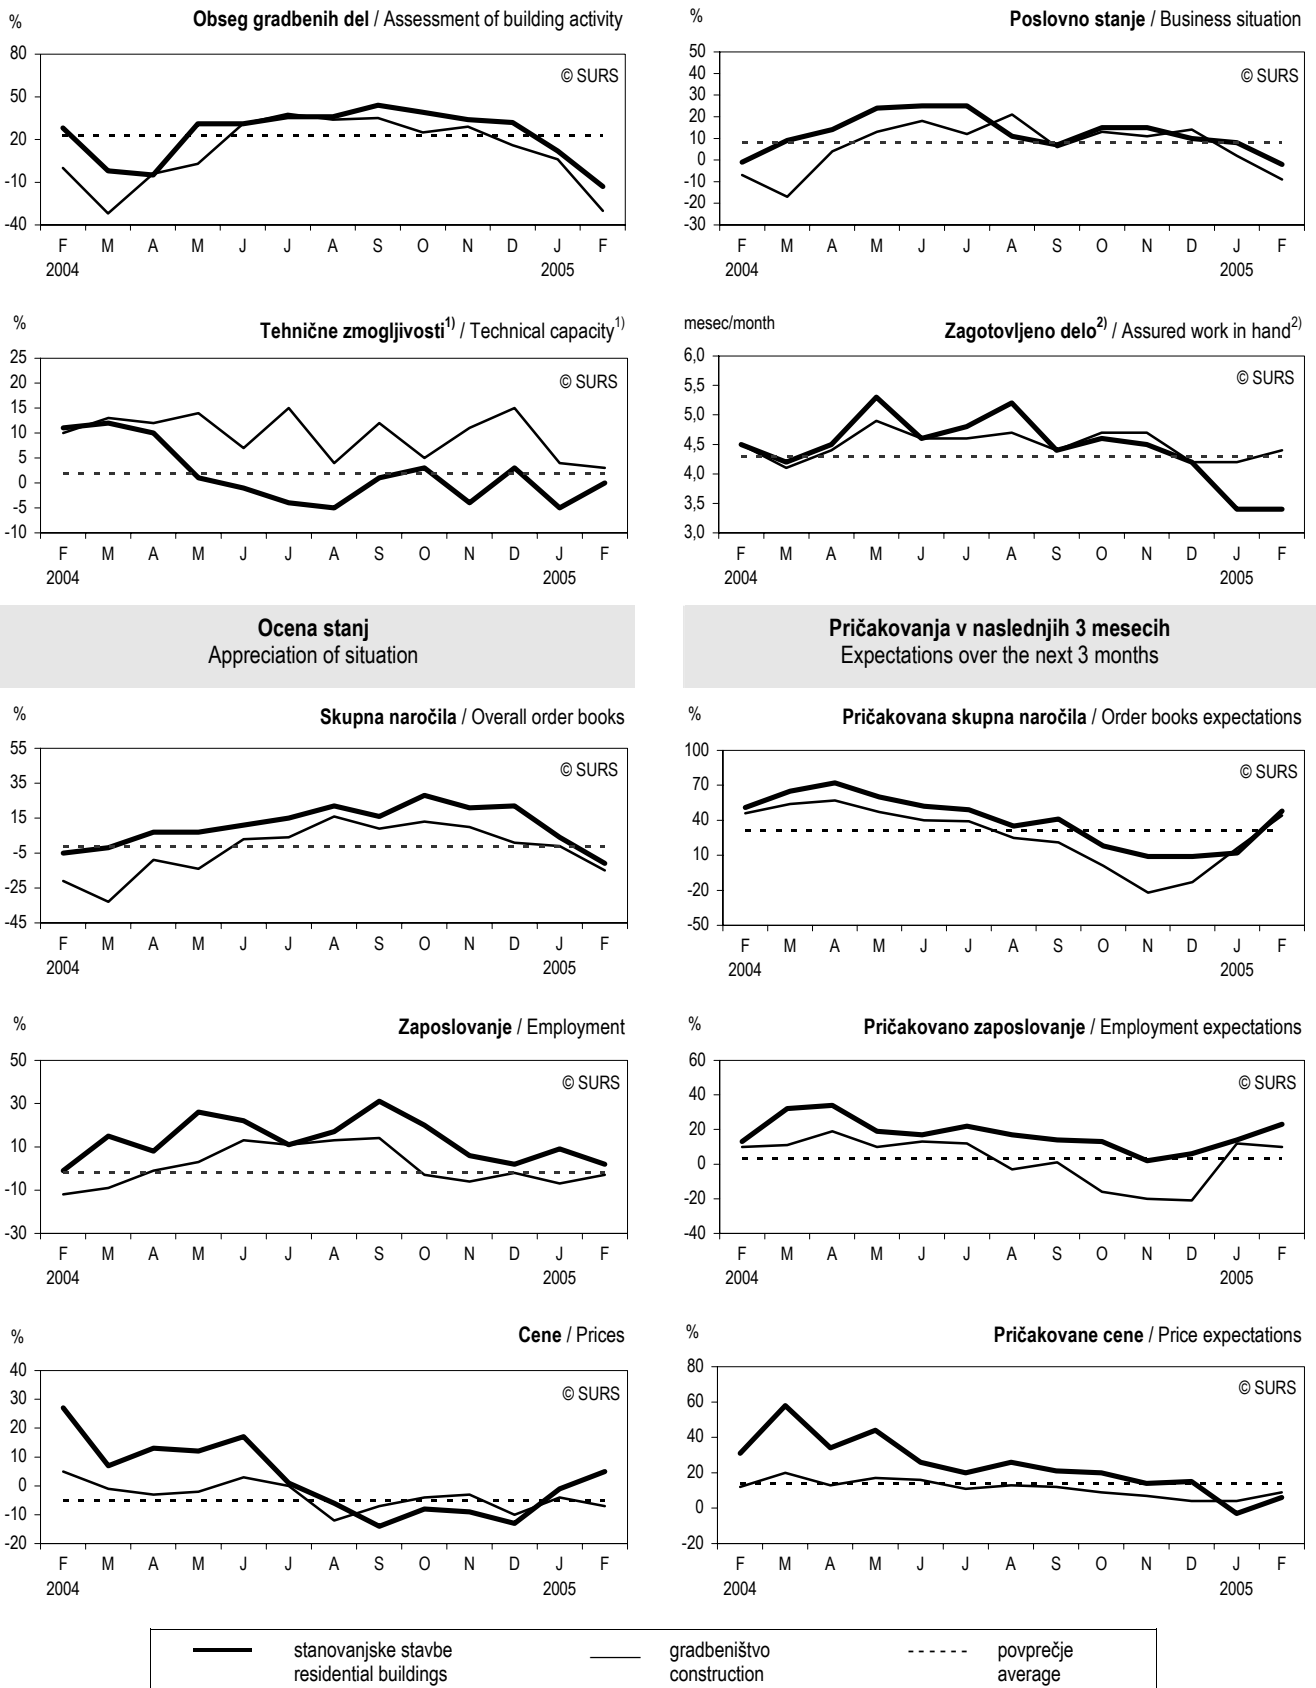 % Obseg gradbenih del / Assessment of building activity
80
50
20
-10
-40
© SURS
F M A M J J A S O N D J F
2004 2005
% Poslovno stanje / Business situation
50
40
30
20
10
0
-10
-20
-30
© SURS
F M A M J J A S O N D J F
2004 2005
% Tehnične zmogljivosti1) / Technical capacity1)
25
20
15
10
5
0
-5
-10
© SURS
F M A M J J A S O N D J F
2004 2005
mesec/month Zagotovljeno delo2) / Assured work in hand2)
6,0
5,5
5,0
4,5
4,0
3,5
3,0
© SURS
F M A M J J A S O N D J F
2004 2005
Ocena stanj
Appreciation of situation
Pričakovanja v naslednjih 3 mesecih
Expectations over the next 3 months
% Skupna naročila / Overall order books
55
35
15
-5
-25
-45
© SURS
F M A M J J A S O N D J F
2004 2005
% Pričakovana skupna naročila / Order books expectations
100
70
40
10
-20
-50
© SURS
F M A M J J A S O N D J F
2004 2005
% Zaposlovanje / Employment
50
30
10
-10
-30
© SURS
F M A M J J A S O N D J F
2004 2005
% Pričakovano zaposlovanje / Employment expectations
60
40
20
0
-20
-40
© SURS
F M A M J J A S O N D J F
2004 2005
% Cene / Prices
40
30
20
10
0
-10
-20
© SURS
F M A M J J A S O N D J F
2004 2005
% Pričakovane cene / Price expectations
80
60
40
20
0
-20
© SURS
F M A M J J A S O N D J F
2004 2005
stanovanjske stavbe
residential buildings
gradbeništvo
construction
povprečje
average